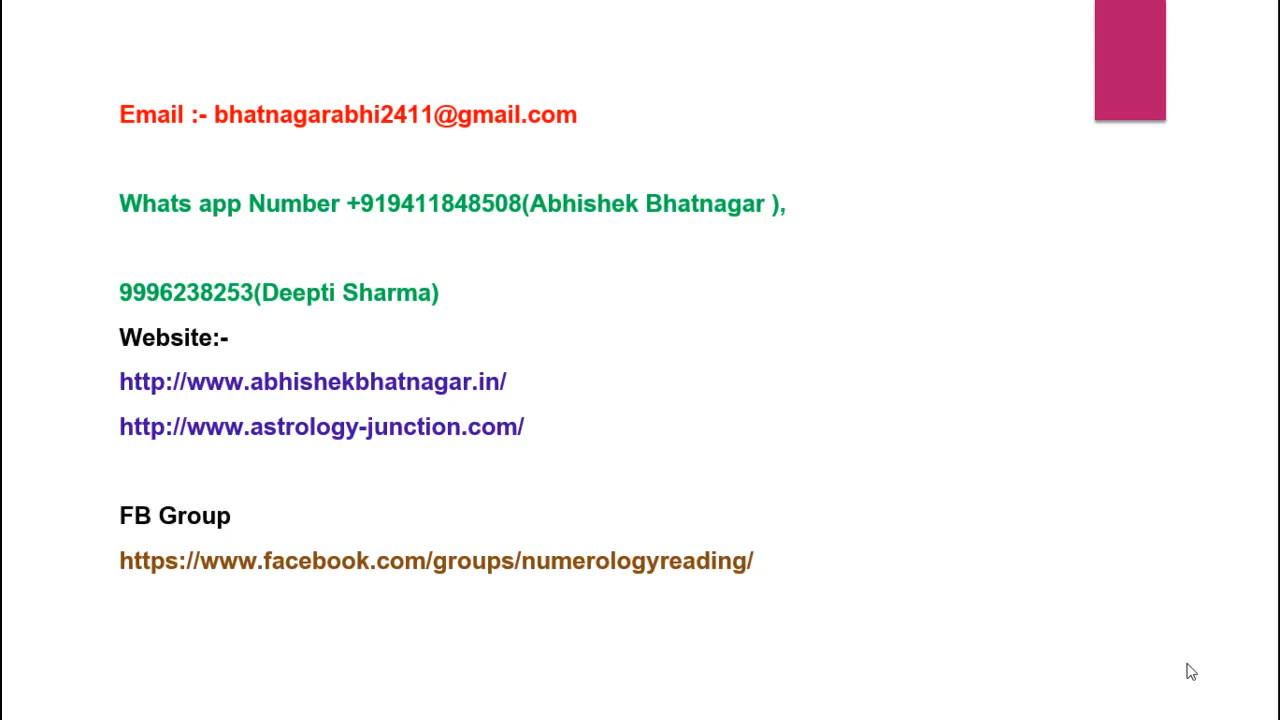 Email :- bhatnagarabhi2411@gmail.com
Whats app Number +919411848508(Abhishek Bhatnagar ),
9996238253(Deepti Sharma)
Website:-
http://www.abhishekbhatnagar.in/
http://www.astrology-junction.com/
FB Group
https://www.facebook.com/groups/numerologyreading/